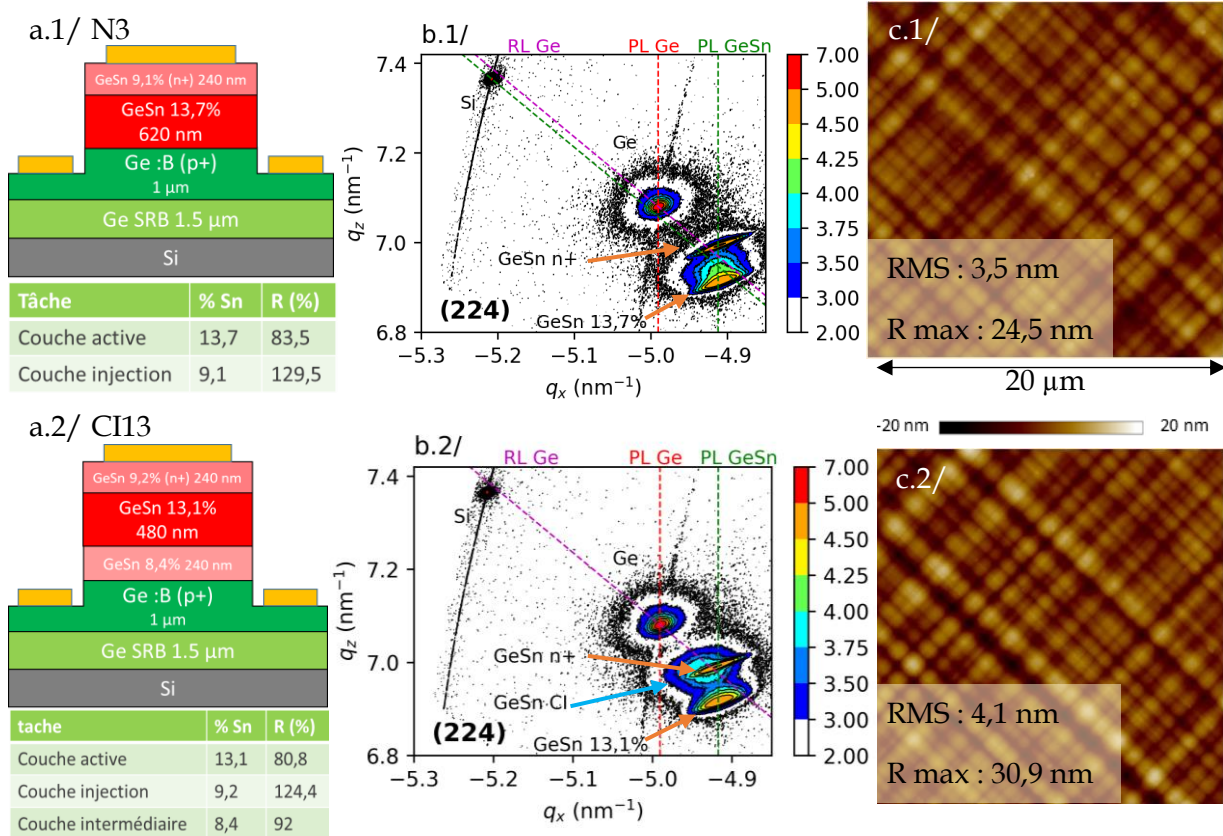 a.1/ N3
GeSn 9,1% (n+) 240 nm
GeSn 13,7%
620 nm
Ge :B (p+)
1 µm
Ge SRB 1.5 µm
Si
Tâche % Sn R (%)
Couche active 13,7 83,5
Couche injection 9,1 129,5
b.1/
RL Ge PL Ge PL GeSn
7.4
7.2
7.0
6.8
qz (nm−1)
Si
Ge
GeSn n+
(224)
GeSn 13,7%
−5.3 −5.2 −5.1 −5.0 −4.9
qx (nm−1)
7.00
5.00
4.50
4.25
4.00
3.75
3.50
3.00
2.00
c.1/
RMS : 3,5 nm
R max : 24,5 nm
20 µm
a.2/ CI13
GeSn 9,2% (n+) 240 nm
GeSn 13,1%
480 nm
GeSn 8,4% 240 nm
Ge :B (p+)
1 µm
Ge SRB 1.5 µm
Si
tache % Sn R (%)
Couche active 13,1 80,8
Couche injection 9,2 124,4
Couche intermédiaire 8,4 92
b.2/
RL Ge PL Ge PL GeSn
7.4
7.2
7.0
6.8
qz (nm−1)
Si
Ge
GeSn n+
GeSn CI
(224)
GeSn 13,1%
−5.3 −5.2 −5.1 −5.0 −4.9
qx (nm−1)
7.00
5.00
4.50
4.25
4.00
3.75
3.50
3.00
2.00
-20 nm 20 nm
c.2/
RMS : 4,1 nm
R max : 30,9 nm